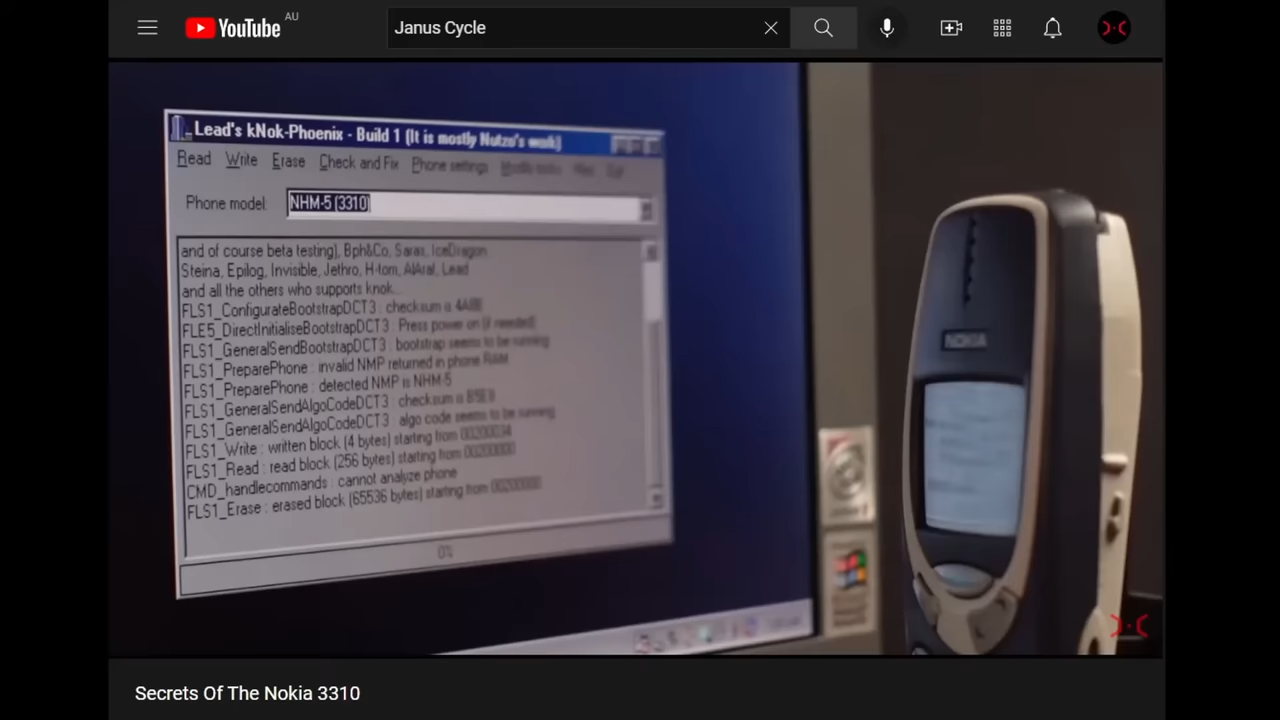 YouTube AU
Janus Cycle
Lead's kNok-Phoenix - Build 1 (It is mostly Nutzo's work)
Read Write Erase Check and Fix Phone settings
Phone model: NHM-5 (3310)
and of course beta testing), Bph&Co, Saras, IceDragon
Steina, Epilog, Invisible, Jethro, H-tom, AlAral, Lead
and all the others who supports knok...
FLS1_ConfigurateBootstrapDCT3 : checksum is
FLE5_DirectInitialiseBootstrapDCT3 : Press power on (if needed)
FLS1_GeneralSendBootstrapDCT3 : bootstrap seems to be running
FLS1_PreparePhone : invalid NMP returned in phone RAM
FLS1_PreparePhone : detected NMP is NHM-5
FLS1_GeneralSendAlgoCodeDCT3 : checksum is
FLS1_GeneralSendAlgoCodeDCT3 : algo code seems to be running
FLS1_Write : written block (4 bytes) starting from 00200034
FLS1_Read : read block (256 bytes) starting from 00200000
CMD_handlecommands : cannot analyze phone
FLS1_Erase : erased block (65536 bytes) starting from 00200000
0%
NOKIA
Secrets Of The Nokia 3310